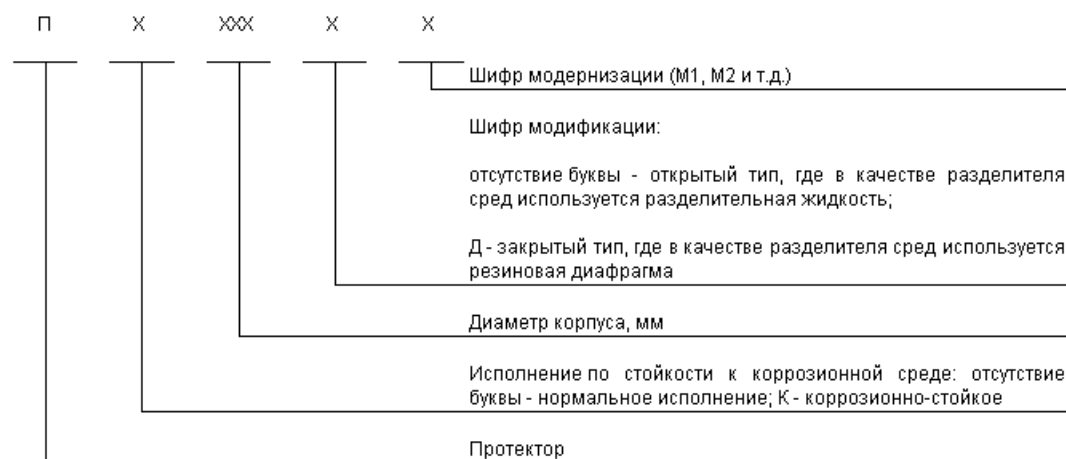 П Х ХХХ Х Х
Шифр модернизации (М1, М2 и т.д.)
Шифр модификации:
отсутствие буквы - открытый тип, где в качестве разделителя
сред используется разделительная жидкость;
Д - закрытый тип, где в качестве разделителя сред используется
резиновая диафрагма
Диаметр корпуса, мм
Исполнение по стойкости к коррозионной среде: отсутствие
буквы - нормальное исполнение; К - коррозионно-стойкое
Протектор